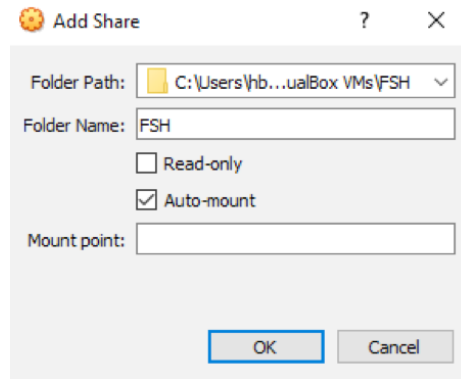 Add Share
Folder Path: C:\Users\hb...ualBox VMs\FSH
Folder Name: FSH
Read-only
Auto-mount
Mount point:
OK Cancel